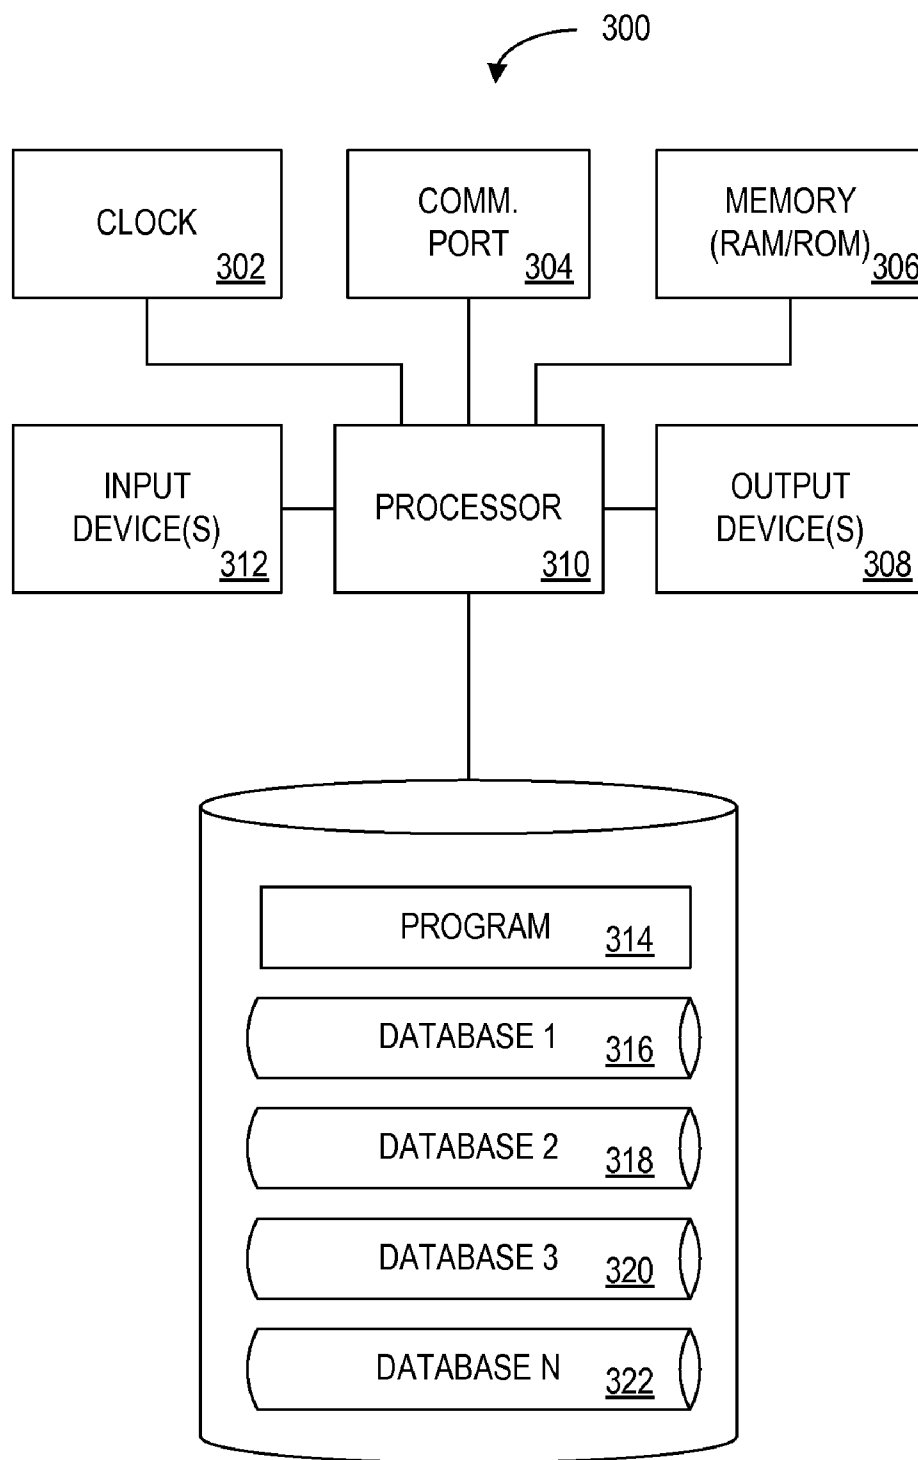 300
CLOCK
302
COMM.
PORT
304
MEMORY
(RAM/ROM)
306
INPUT
DEVICE(S)
312
PROCESSOR
310
OUTPUT
DEVICE(S)
308
PROGRAM
314
DATABASE 1
316
DATABASE 2
318
DATABASE 3
320
DATABASE N
322